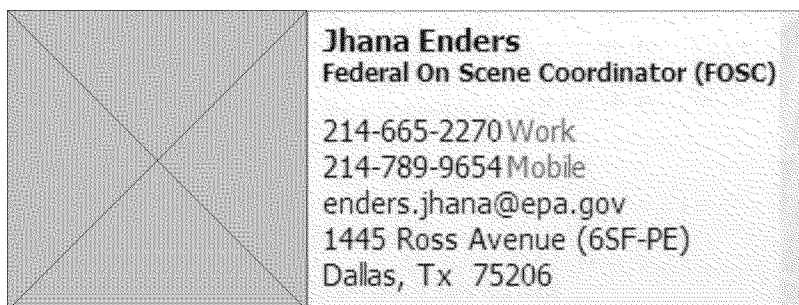 Jhana Enders
Federal On Scene Coordinator (FOSC)
214-665-2270 Work
214-789-9654 Mobile
enders.jhana@epa.gov
1445 Ross Avenue (6SF-PE)
Dallas, Tx  75206